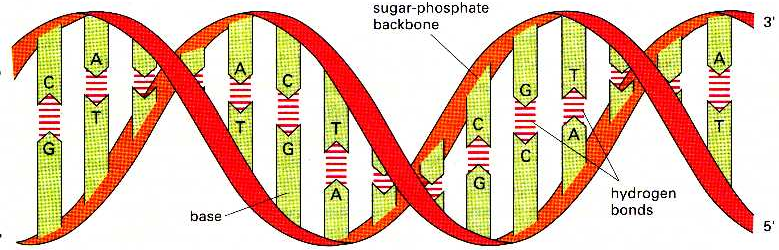 sugar-phosphate
backbone
3'
C A A C T C G T A
G T T G A G C A T
base
hydrogen
bonds
5'